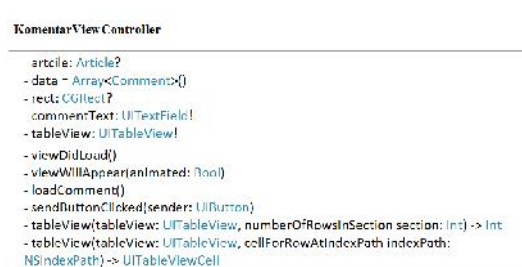 KomentarViewController
artcile: Article?
- data = Array<Comment>()
- rect: CGRect?
commentText: UITextField!
- tableView: UITableView!
- viewDidLoad()
- viewWillAppear(animated: Bool)
- loadComment()
- sendButtonClicked(sender: UIButton)
- tableView(tableView: UITableView, numberOfRowsInSection section: Int) -> Int
- tableView(tableView: UITableView, cellForRowAtIndexPath indexPath:
NSIndexPath) -> UITableViewCell